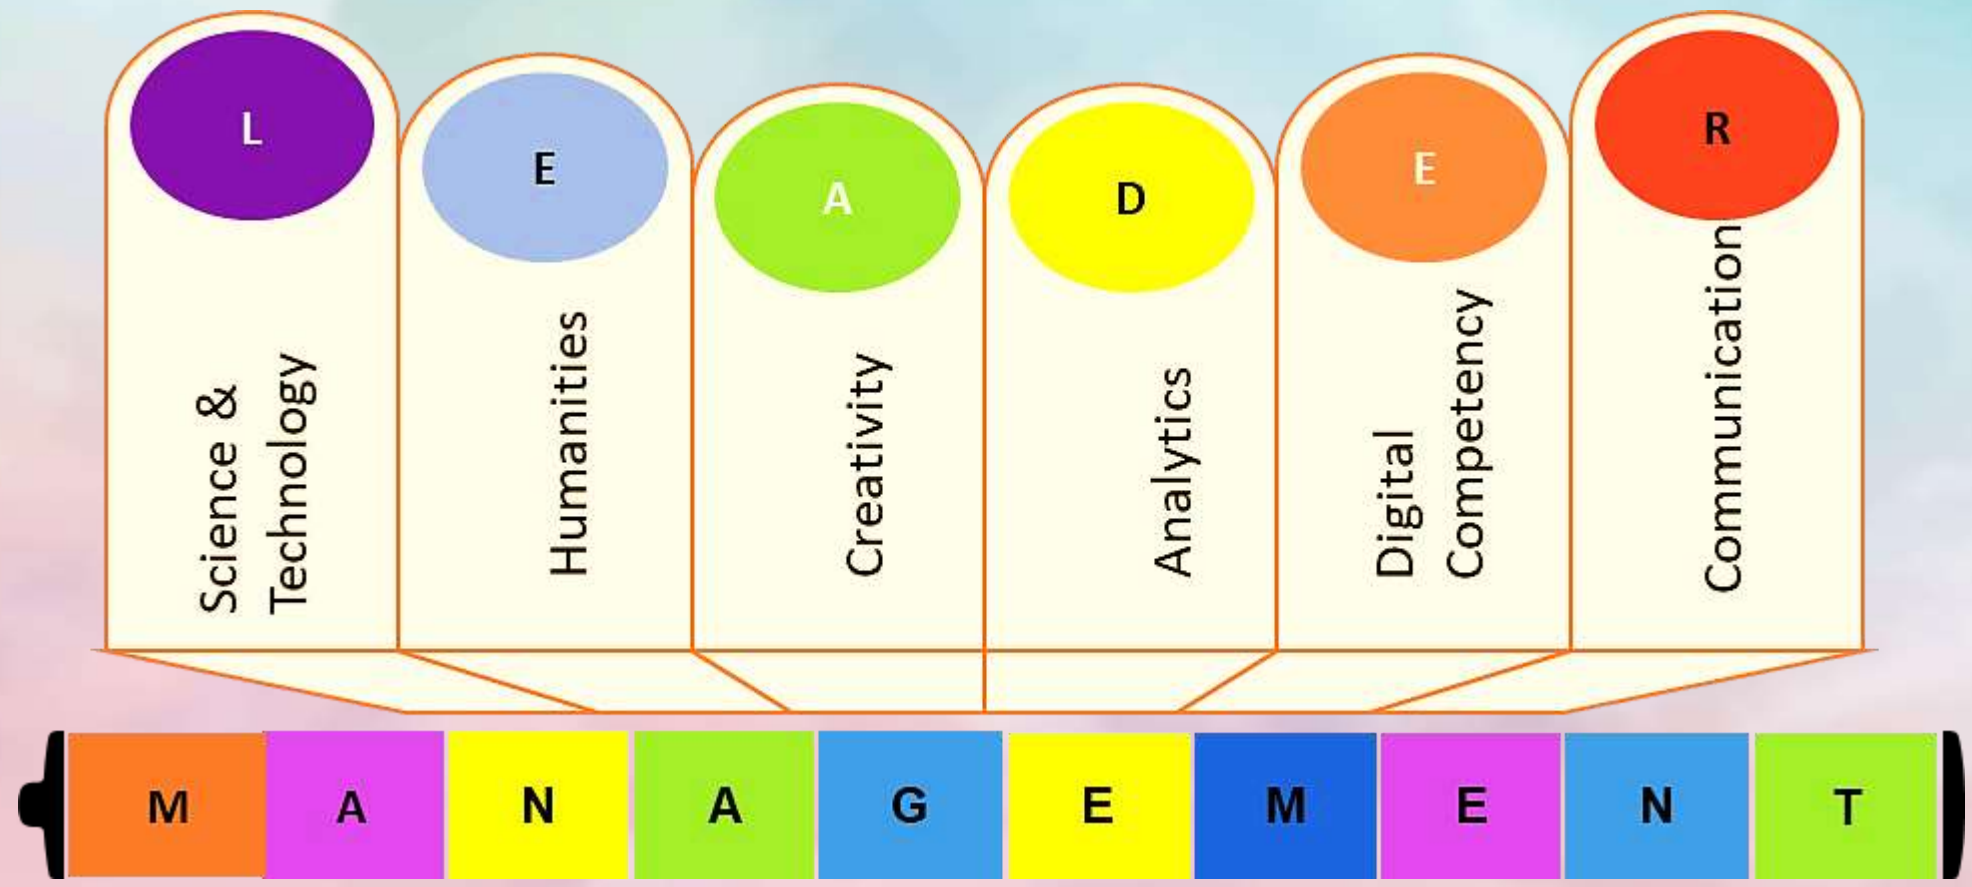 L
E
A
D
E
R
Science &
Technology
Humanities
Creativity
Analytics
Digital
Competency
Communication
M A N A G E M E N T